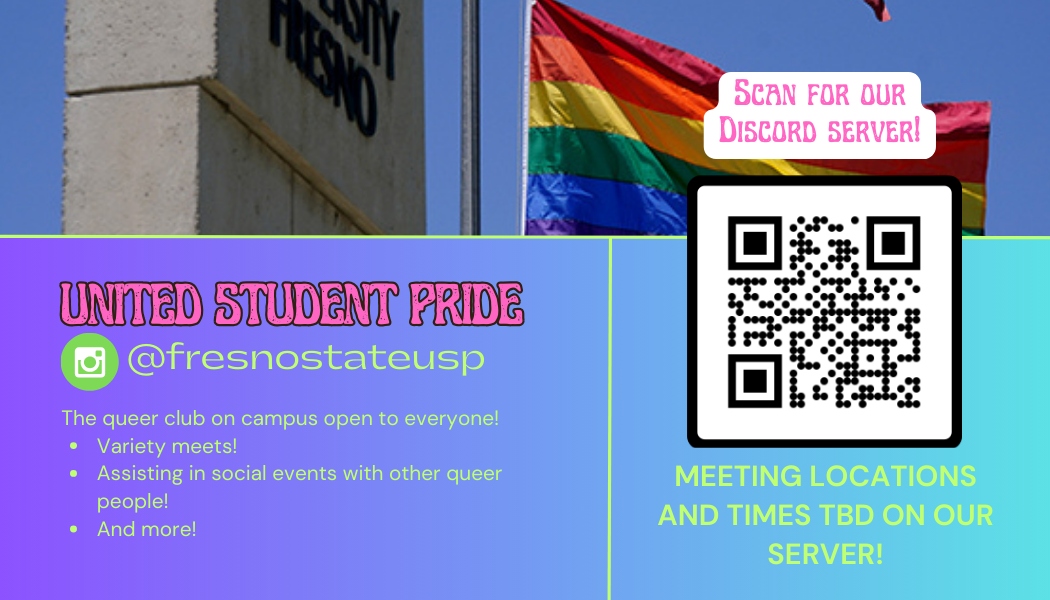 FRESNO
Scan for our
Discord server!
UNITED STUDENT PRIDE
@fresnostateusp
The queer club on campus open to everyone!
• Variety meets!
• Assisting in social events with other queer
people!
• And more!
MEETING LOCATIONS
AND TIMES TBD ON OUR
SERVER!